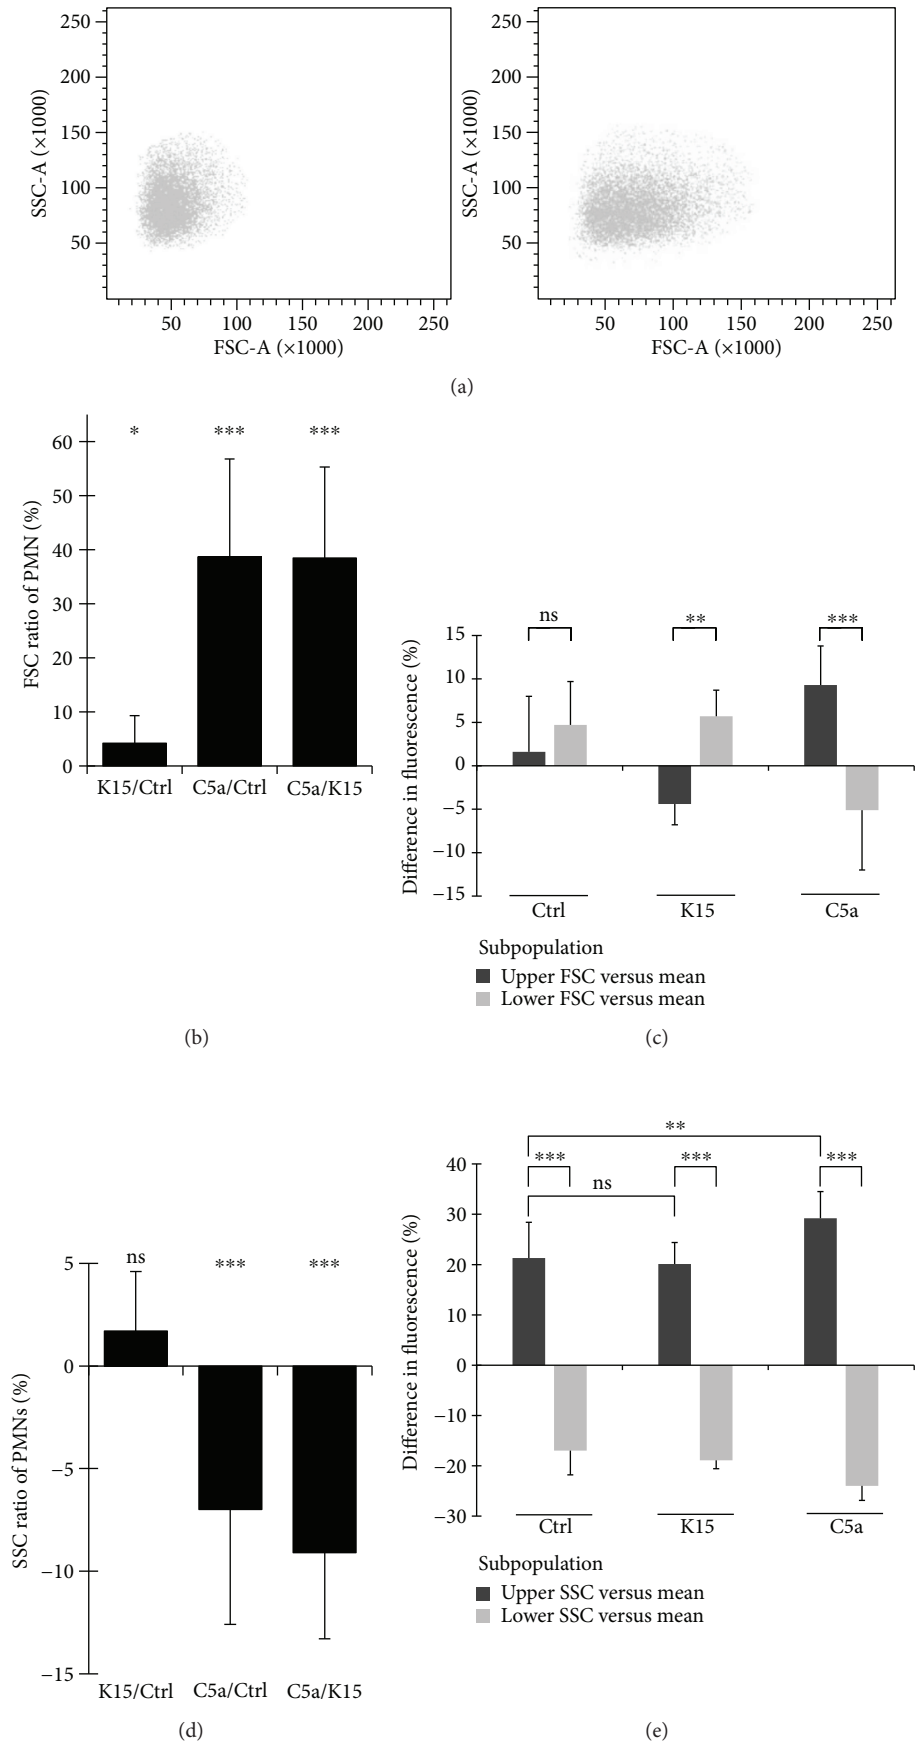 250
200
150
100
50
SSC-A (×1000)
50 100 150 200 250
FSC-A (×1000)
250
200
150
100
50
SSC-A (×1000)
50 100 150 200 250
FSC-A (×1000)
(a)
60
50
40
30
20
10
0
FSC ratio of PMN (%)
* *** ***
K15/Ctrl C5a/Ctrl C5a/K15
(b)
15
10
5
0
−5
−10
−15
Difference in fluorescence (%)
ns ** ***
Ctrl K15 C5a
Subpopulation
Upper FSC versus mean
Lower FSC versus mean
(c)
5
0
−5
−10
−15
SSC ratio of PMNs (%)
ns *** ***
K15/Ctrl C5a/Ctrl C5a/K15
(d)
40
30
20
10
0
−10
−20
−30
Difference in fluorescence (%)
**
*** *** ***
ns
Ctrl K15 C5a
Subpopulation
Upper SSC versus mean
Lower SSC versus mean
(e)